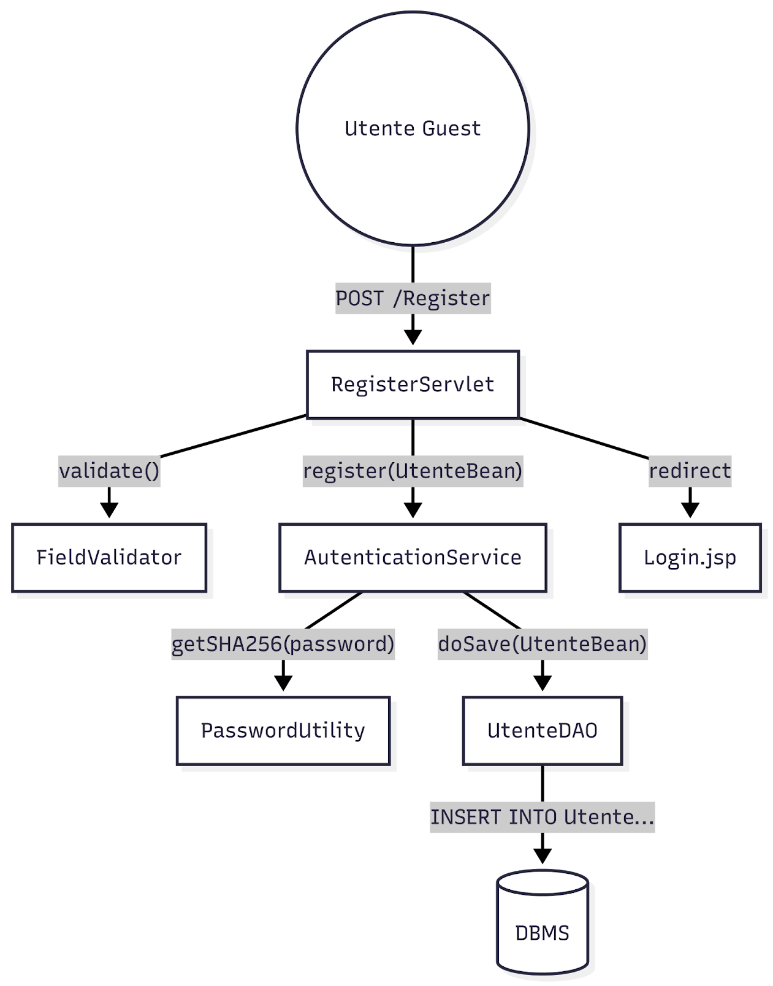 Utente Guest
POST /Register
RegisterServlet
validate()
register(UtenteBean)
redirect
FieldValidator
AutenticationService
Login.jsp
getSHA256(password)
doSave(UtenteBean)
PasswordUtility
UtenteDAO
INSERT INTO Utente...
DBMS